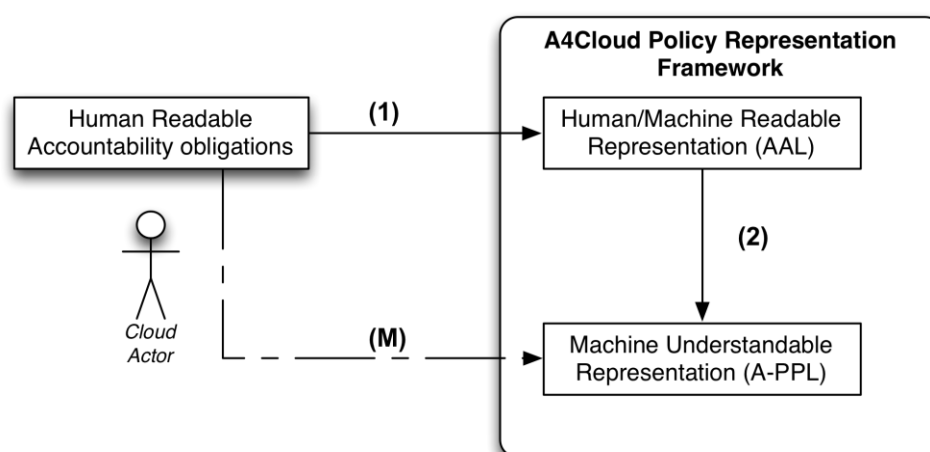 A4Cloud Policy Representation
Framework
Human Readable
Accountability obligations
(1)
Human/Machine Readable
Representation (AAL)
(2)
Cloud
Actor
(M)
Machine Understandable
Representation (A-PPL)